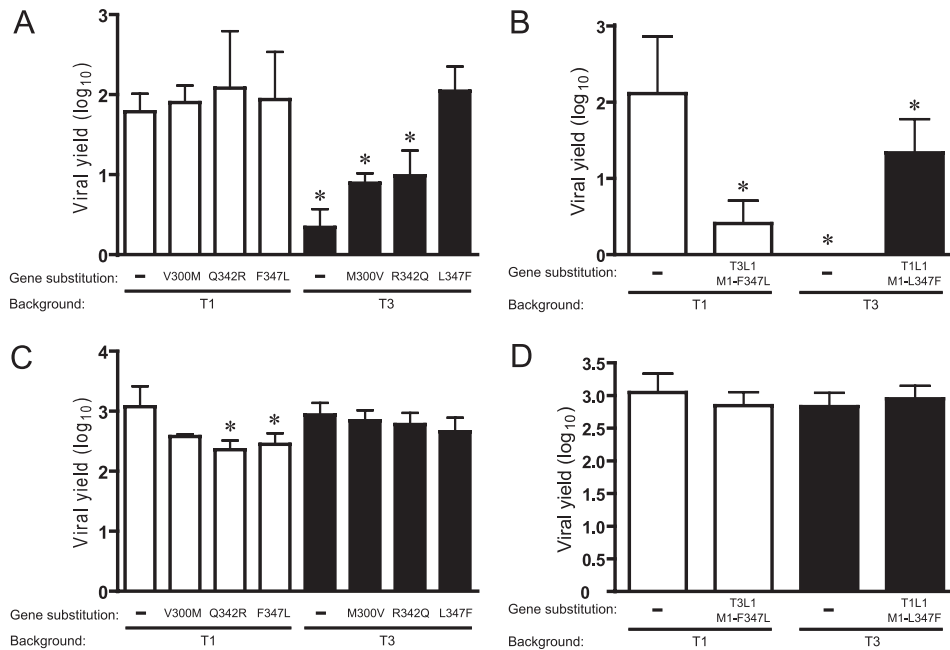 A
Viral yield (log10)
3
2
1
0
* * *
Gene substitution: – V300M Q342R F347L – M300V R342Q L347F
Background: T1 T3
B
Viral yield (log10)
3
2
1
0
* * *
Gene substitution: – T3L1 M1-F347L – T1L1 M1-L347F
Background: T1 T3
C
Viral yield (log10)
4
3
2
1
0
* *
Gene substitution: – V300M Q342R F347L – M300V R342Q L347F
Background: T1 T3
D
Viral yield (log10)
3.5
3.0
2.5
2.0
1.5
1.0
0.5
0
Gene substitution: – T3L1 M1-F347L – T1L1 M1-L347F
Background: T1 T3